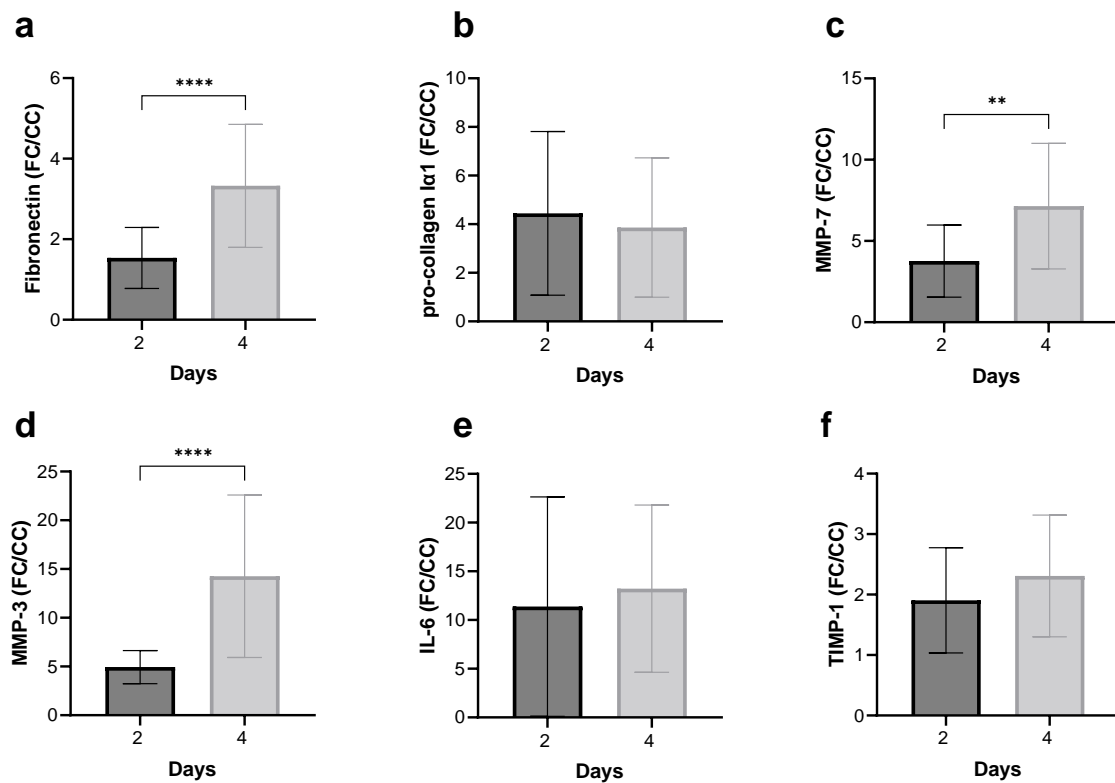 a
Fibronectin (FC/CC)
6
4
2
0
****
2
4
Days
b
pro-collagen Iα1 (FC/CC)
10
8
6
4
2
0
2
4
Days
c
MMP-7 (FC/CC)
15
10
5
0
**
2
4
Days
d
MMP-3 (FC/CC)
25
20
15
10
5
0
****
2
4
Days
e
IL-6 (FC/CC)
25
20
15
10
5
0
2
4
Days
f
TIMP-1 (FC/CC)
4
3
2
1
0
2
4
Days